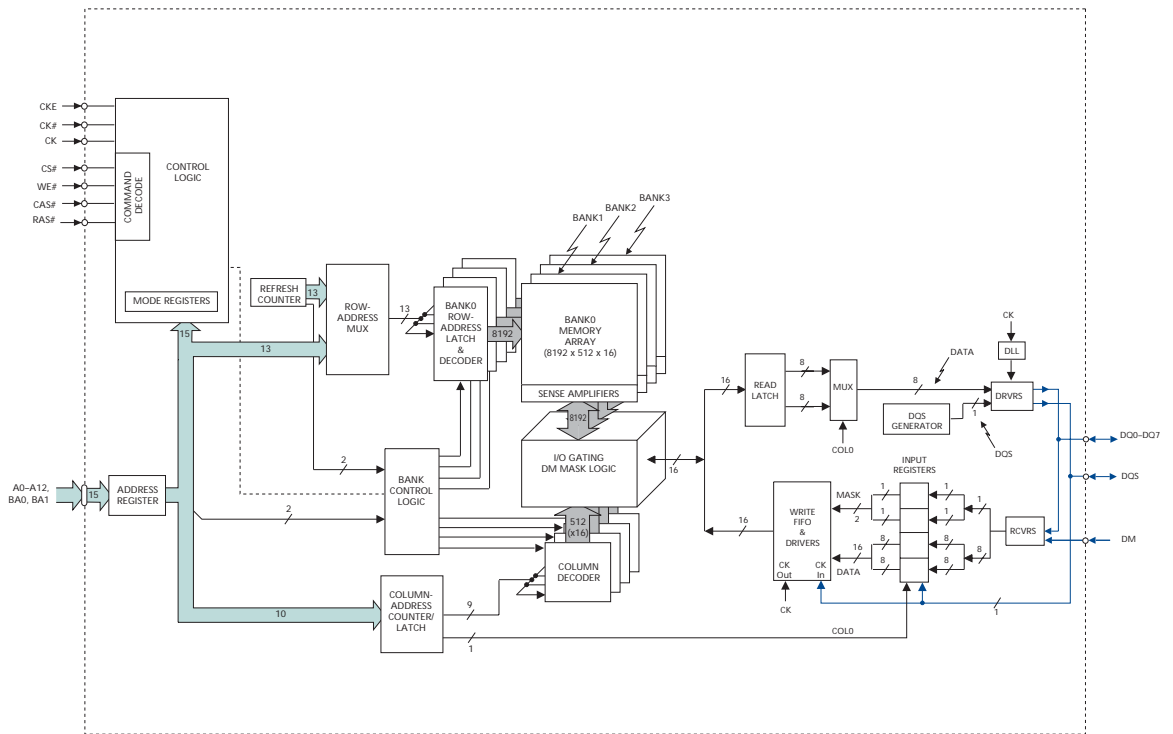 CKE
CK#
CK
CS#
WE#
CAS#
RAS#
COMMAND
DECODE
CONTROL
LOGIC
MODE REGISTERS
15
REFRESH
COUNTER
13
13
ROW-
ADDRESS
MUX
13
BANK0
ROW-
ADDRESS
LATCH
&
DECODER
8192
BANK1
BANK2
BANK3
BANK0
MEMORY
ARRAY
(8192 x 512 x 16)
SENSE AMPLIFIERS
8192
I/O GATING
DM MASK LOGIC
16
512
(x16)
COLUMN
DECODER
A0–A12,
BA0, BA1
15
ADDRESS
REGISTER
2
2
BANK
CONTROL
LOGIC
10
COLUMN-
ADDRESS
COUNTER/
LATCH
9
1
COL0
16
READ
LATCH
8
8
MUX
COL0
8
DATA
CK
DLL
DRVRS
DQS
GENERATOR
1
DQS
DQ0–DQ7
DQS
DM
INPUT
REGISTERS
16
WRITE
FIFO
&
DRIVERS
CK
Out
CK
In
CK
MASK
2
16
DATA
1
1
8
8
1
1
8
8
1
8
RCVRS
1